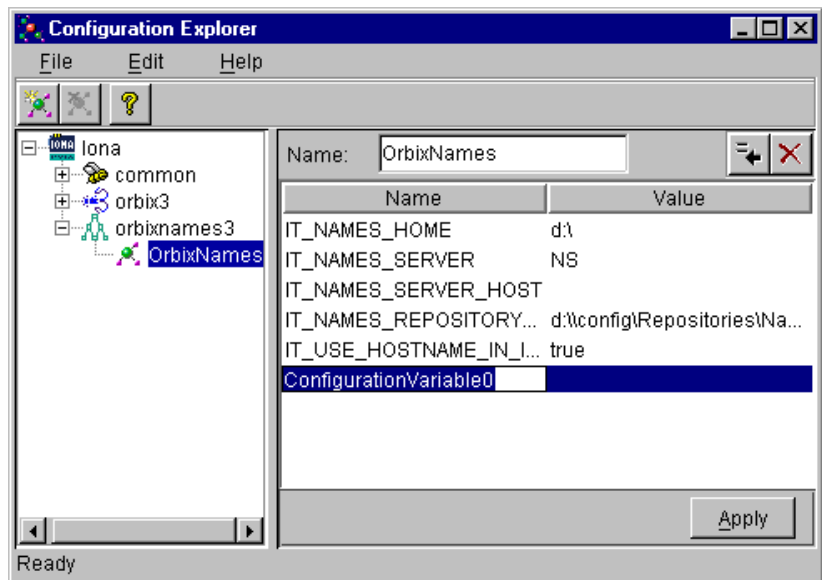 Configuration Explorer
File Edit Help
Iona
common
orbix3
orbixnames3
OrbixNames
Name: OrbixNames
Name Value
IT_NAMES_HOME d:\
IT_NAMES_SERVER NS
IT_NAMES_SERVER_HOST
IT_NAMES_REPOSITORY... d:\\config\Repositories\Na...
IT_USE_HOSTNAME_IN_I... true
ConfigurationVariable0
Apply
Ready